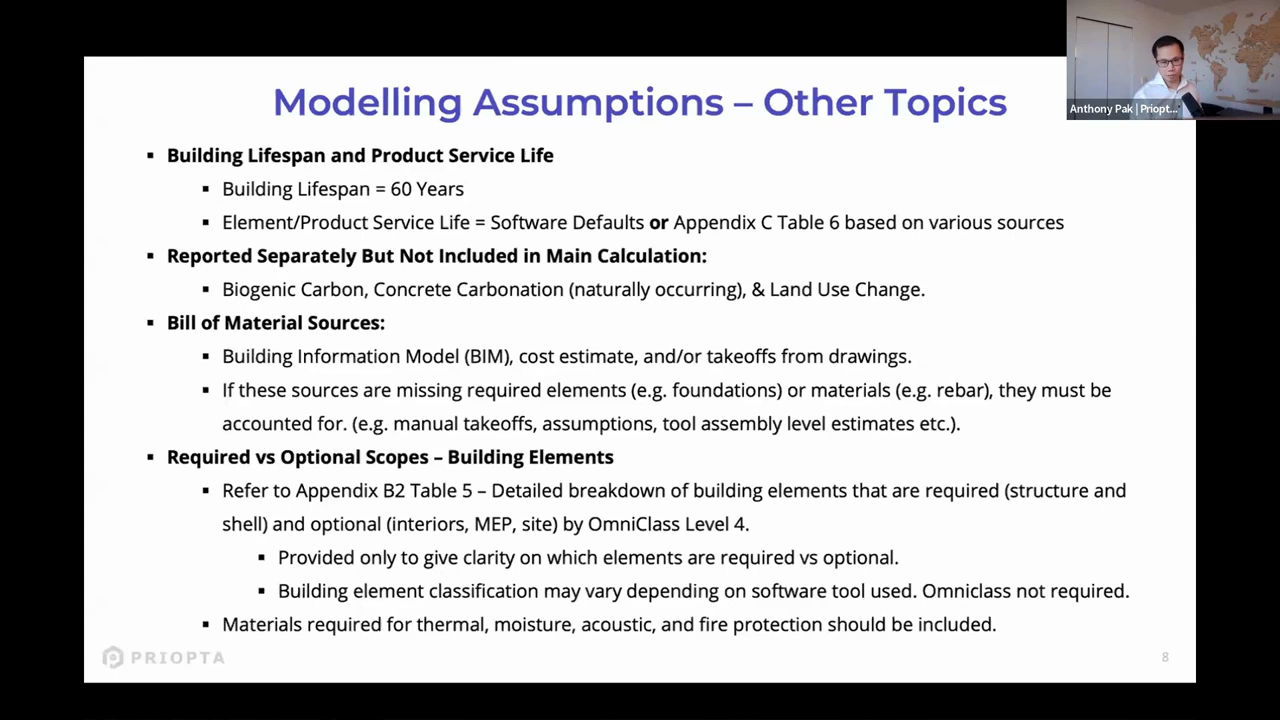 Modelling Assumptions – Other Topics
Anthony Pak | Priopt...
▪ Building Lifespan and Product Service Life
▪ Building Lifespan = 60 Years
▪ Element/Product Service Life = Software Defaults or Appendix C Table 6 based on various sources
▪ Reported Separately But Not Included in Main Calculation:
▪ Biogenic Carbon, Concrete Carbonation (naturally occurring), & Land Use Change.
▪ Bill of Material Sources:
▪ Building Information Model (BIM), cost estimate, and/or takeoffs from drawings.
▪ If these sources are missing required elements (e.g. foundations) or materials (e.g. rebar), they must be
accounted for. (e.g. manual takeoffs, assumptions, tool assembly level estimates etc.).
▪ Required vs Optional Scopes – Building Elements
▪ Refer to Appendix B2 Table 5 – Detailed breakdown of building elements that are required (structure and
shell) and optional (interiors, MEP, site) by OmniClass Level 4.
▪ Provided only to give clarity on which elements are required vs optional.
▪ Building element classification may vary depending on software tool used. Omniclass not required.
▪ Materials required for thermal, moisture, acoustic, and fire protection should be included.
PRIOPTA
8